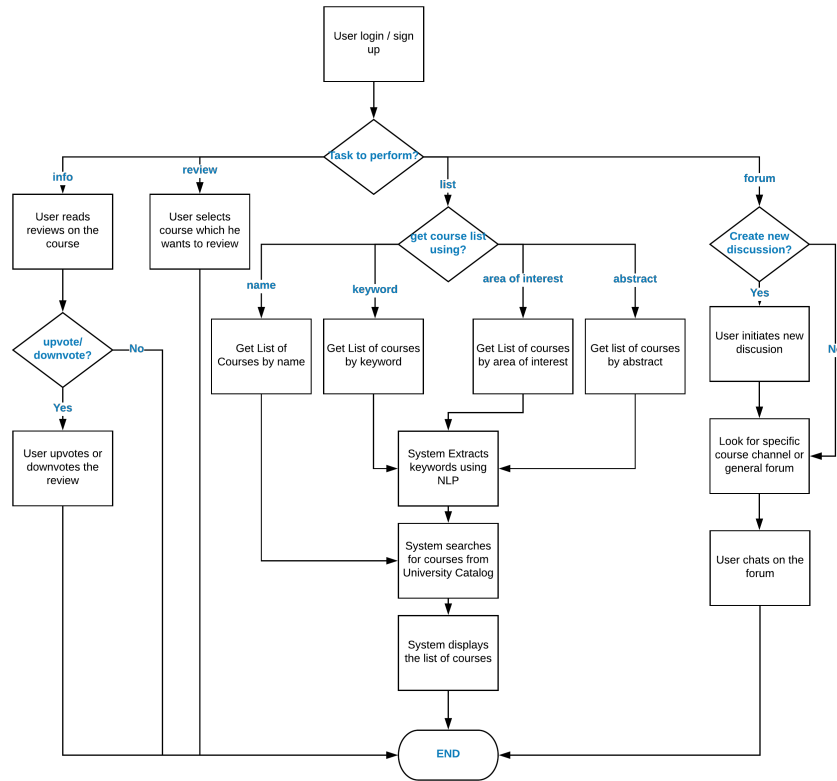 User login / sign
up
Task to perform?
info
review
list
forum
User reads
reviews on the
course
User selects
course which he
wants to review
get course list
using?
Create new
discussion?
name
keyword
area of interest
abstract
Yes
upvote/
downvote?
No
Get List of
Courses by name
Get List of courses
by keyword
Get List of courses
by area of interest
Get list of courses
by abstract
User initiates new
discusion
Yes
User upvotes or
downvotes the
review
System Extracts
keywords using
NLP
Look for specific
course channel or
general forum
System searches
for courses from
University Catalog
User chats on the
forum
System displays
the list of courses
END